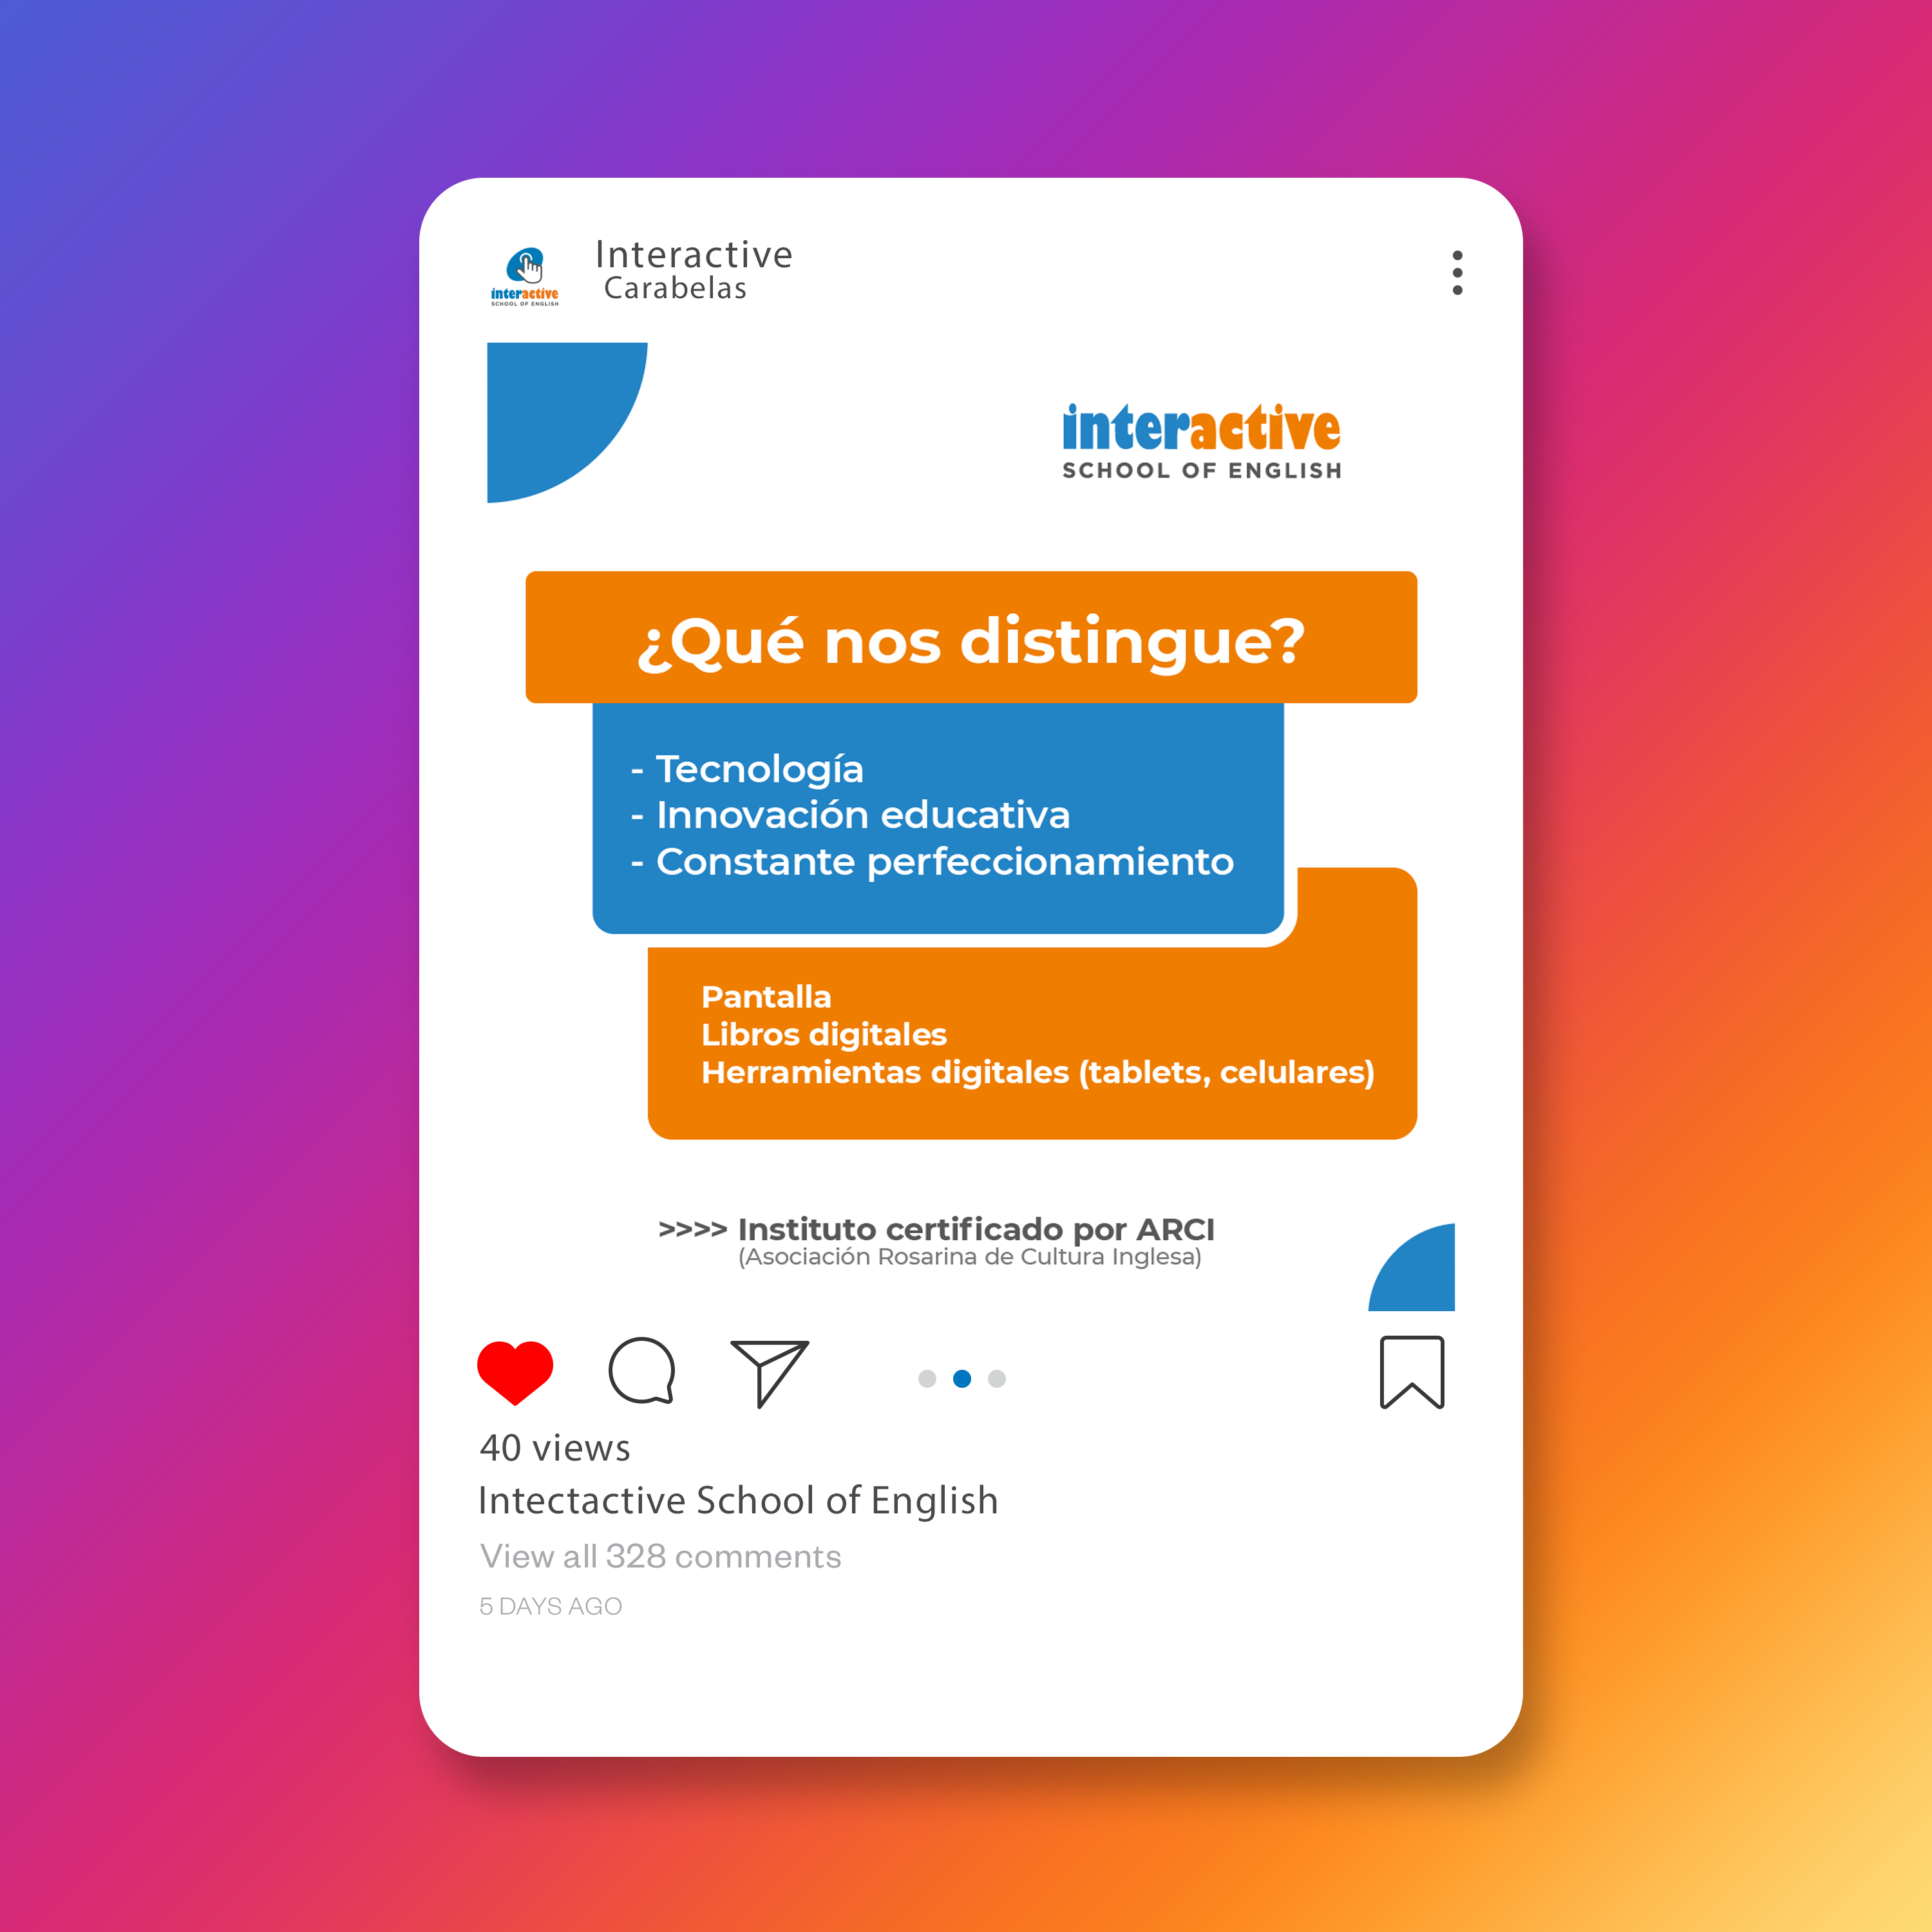 Interactive
Carabelas
interactive
SCHOOL OF ENGLISH
interactive
SCHOOL OF ENGLISH
¿Qué nos distingue?
- Tecnología
- Innovación educativa
- Constante perfeccionamiento
Pantalla
Libros digitales
Herramientas digitales (tablets, celulares)
>>>> Instituto certificado por ARCI
(Asociación Rosarina de Cultura Inglesa)
40 views
Intectactive School of English
View all 328 comments
5 DAYS AGO